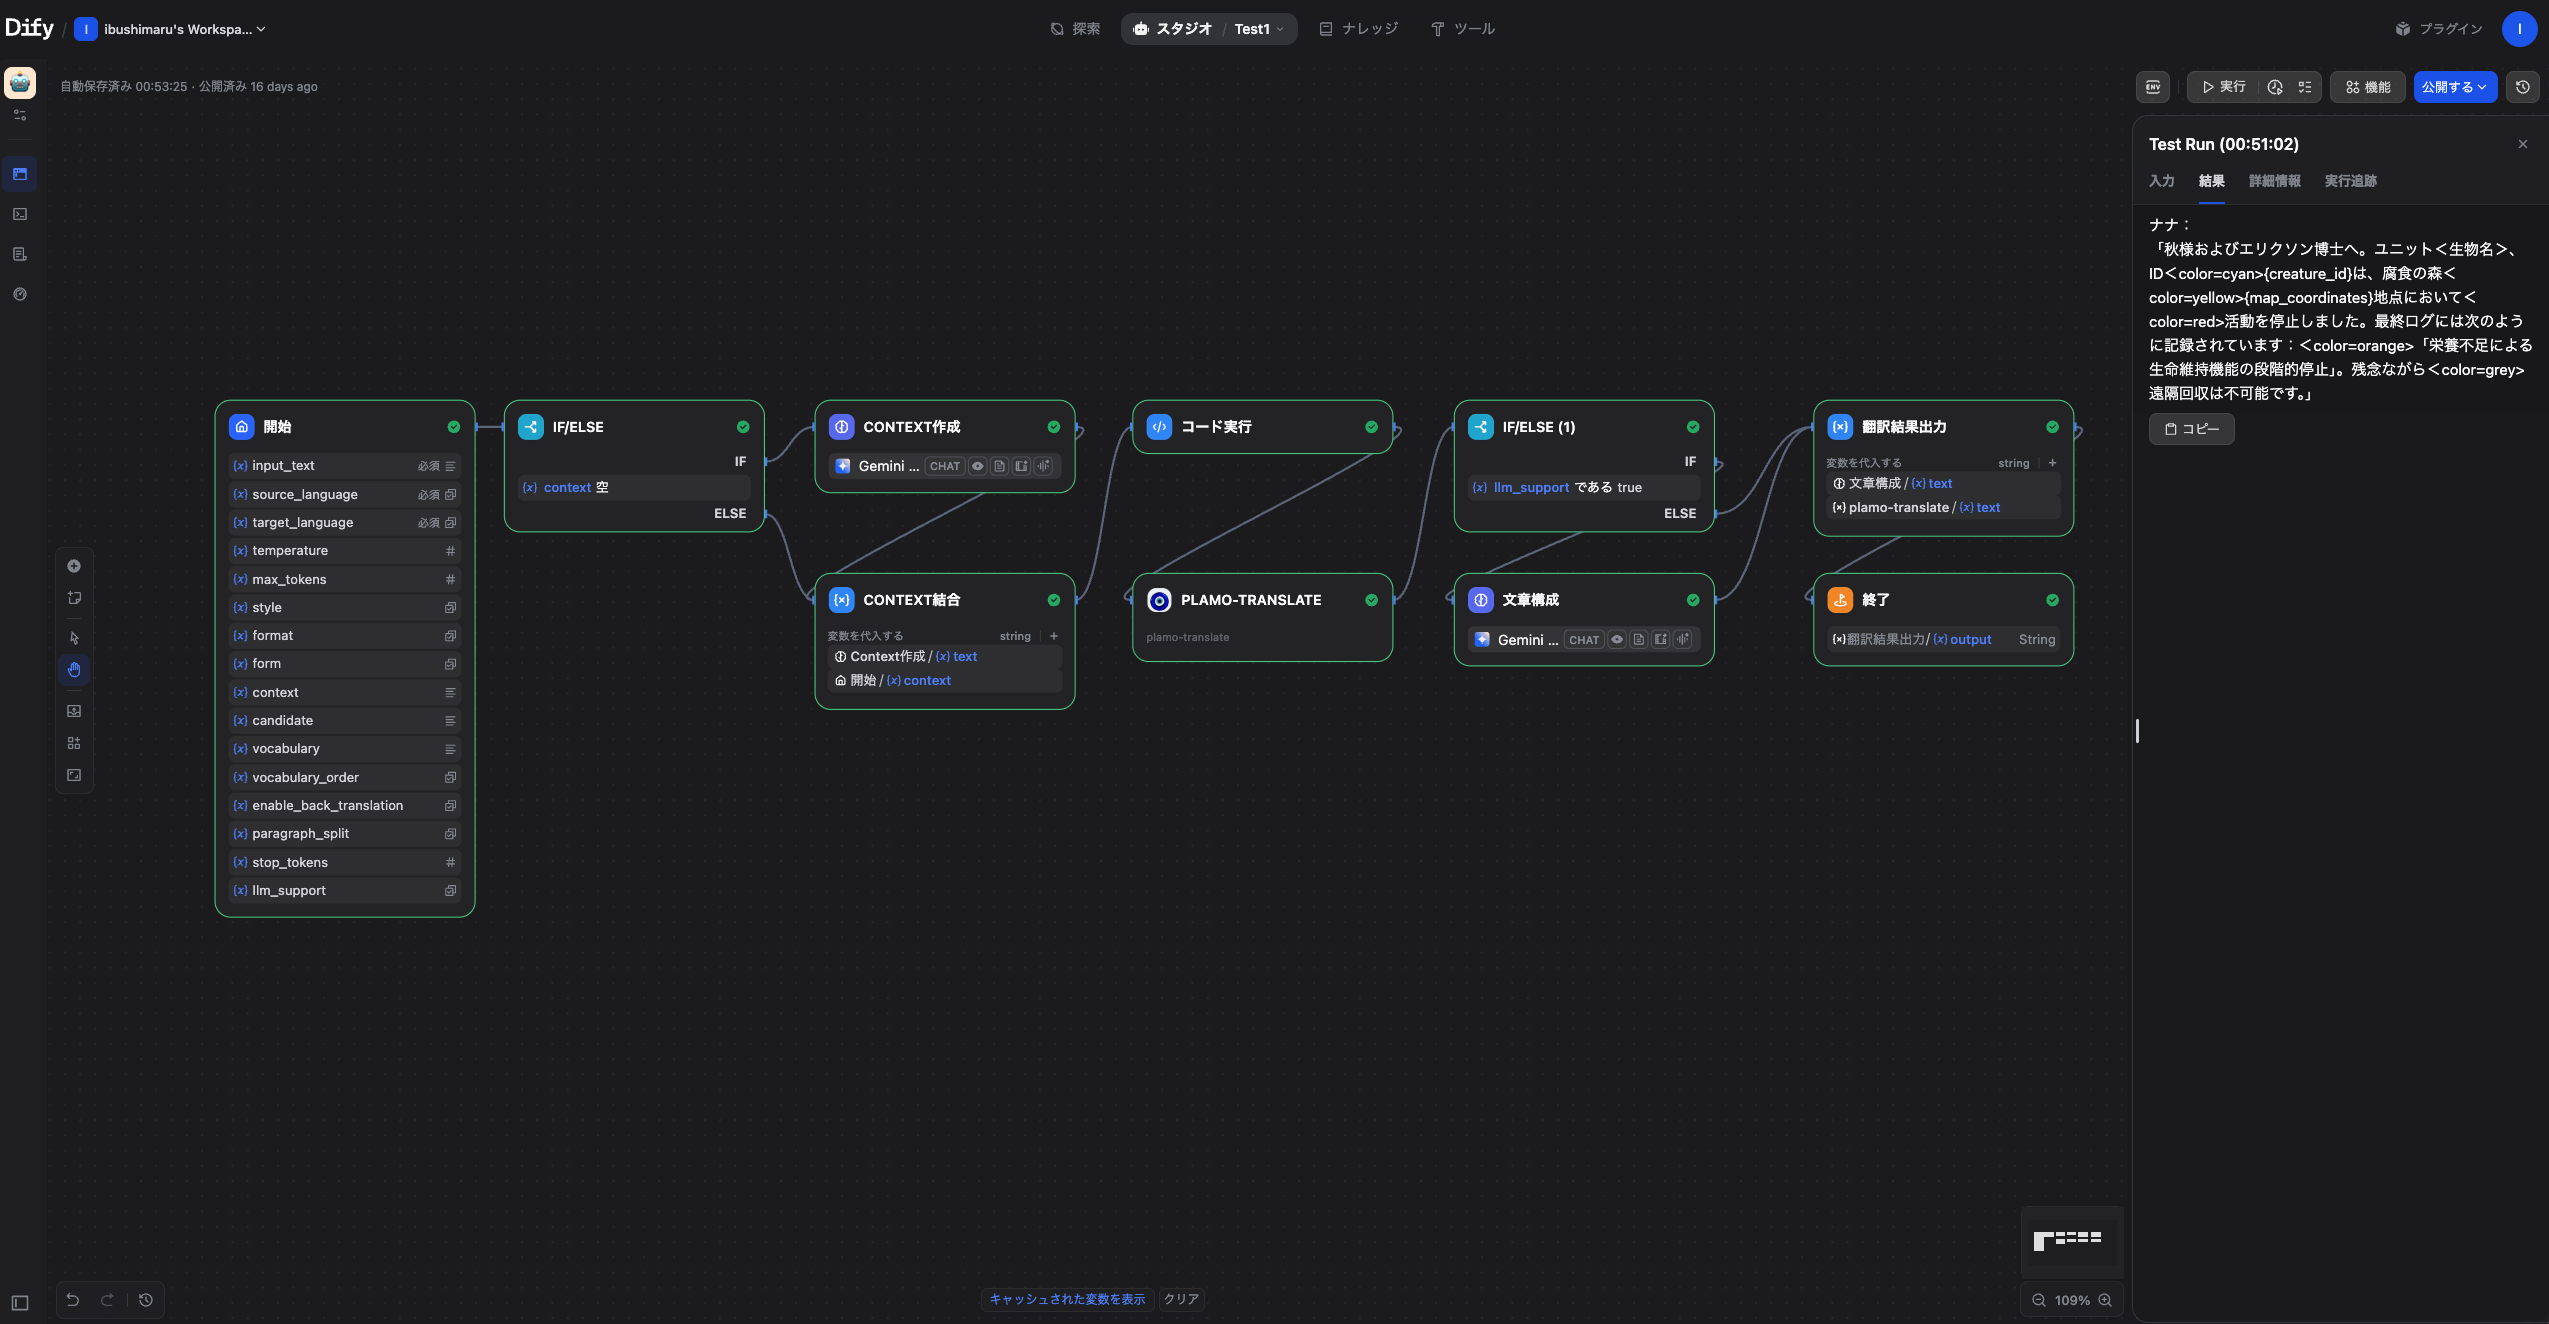 Dify / I ibushimaru's Workspa...
探索
スタジオ / Test1
ナレッジ
ツール
プラグイン
I
自動保存済み 00:53:25 · 公開済み 16 days ago
ENV
実行
機能
公開する
開始
{x} input_text 必須
{x} source_language 必須
{x} target_language 必須
{x} temperature #
{x} max_tokens #
{x} style
{x} format
{x} form
{x} context
{x} candidate
{x} vocabulary
{x} vocabulary_order
{x} enable_back_translation
{x} paragraph_split
{x} stop_tokens #
{x} llm_support
IF/ELSE
IF
{x} context 空
ELSE
CONTEXT作成
Gemini ... CHAT
CONTEXT結合
変数を代入する string +
Context作成 / {x} text
開始 / {x} context
コード実行
PLAMO-TRANSLATE
plamo-translate
IF/ELSE (1)
IF
{x} llm_support である true
ELSE
文章構成
Gemini ... CHAT
翻訳結果出力
変数を代入する string +
文章構成 / {x} text
{x} plamo-translate / {x} text
終了
{x} 翻訳結果出力 / {x} output String
キャッシュされた変数を表示
クリア
109%
Test Run (00:51:02)
入力
結果
詳細情報
実行追跡
ナナ：
「秋様およびエリクソン博士へ。ユニット＜生物名＞、
ID＜color=cyan>{creature_id}は、腐食の森＜
color=yellow>{map_coordinates}地点において＜
color=red>活動を停止しました。最終ログには次のよう
に記録されています：＜color=orange>「栄養不足による
生命維持機能の段階的停止」。残念ながら＜color=grey>
遠隔回収は不可能です。」
コピー